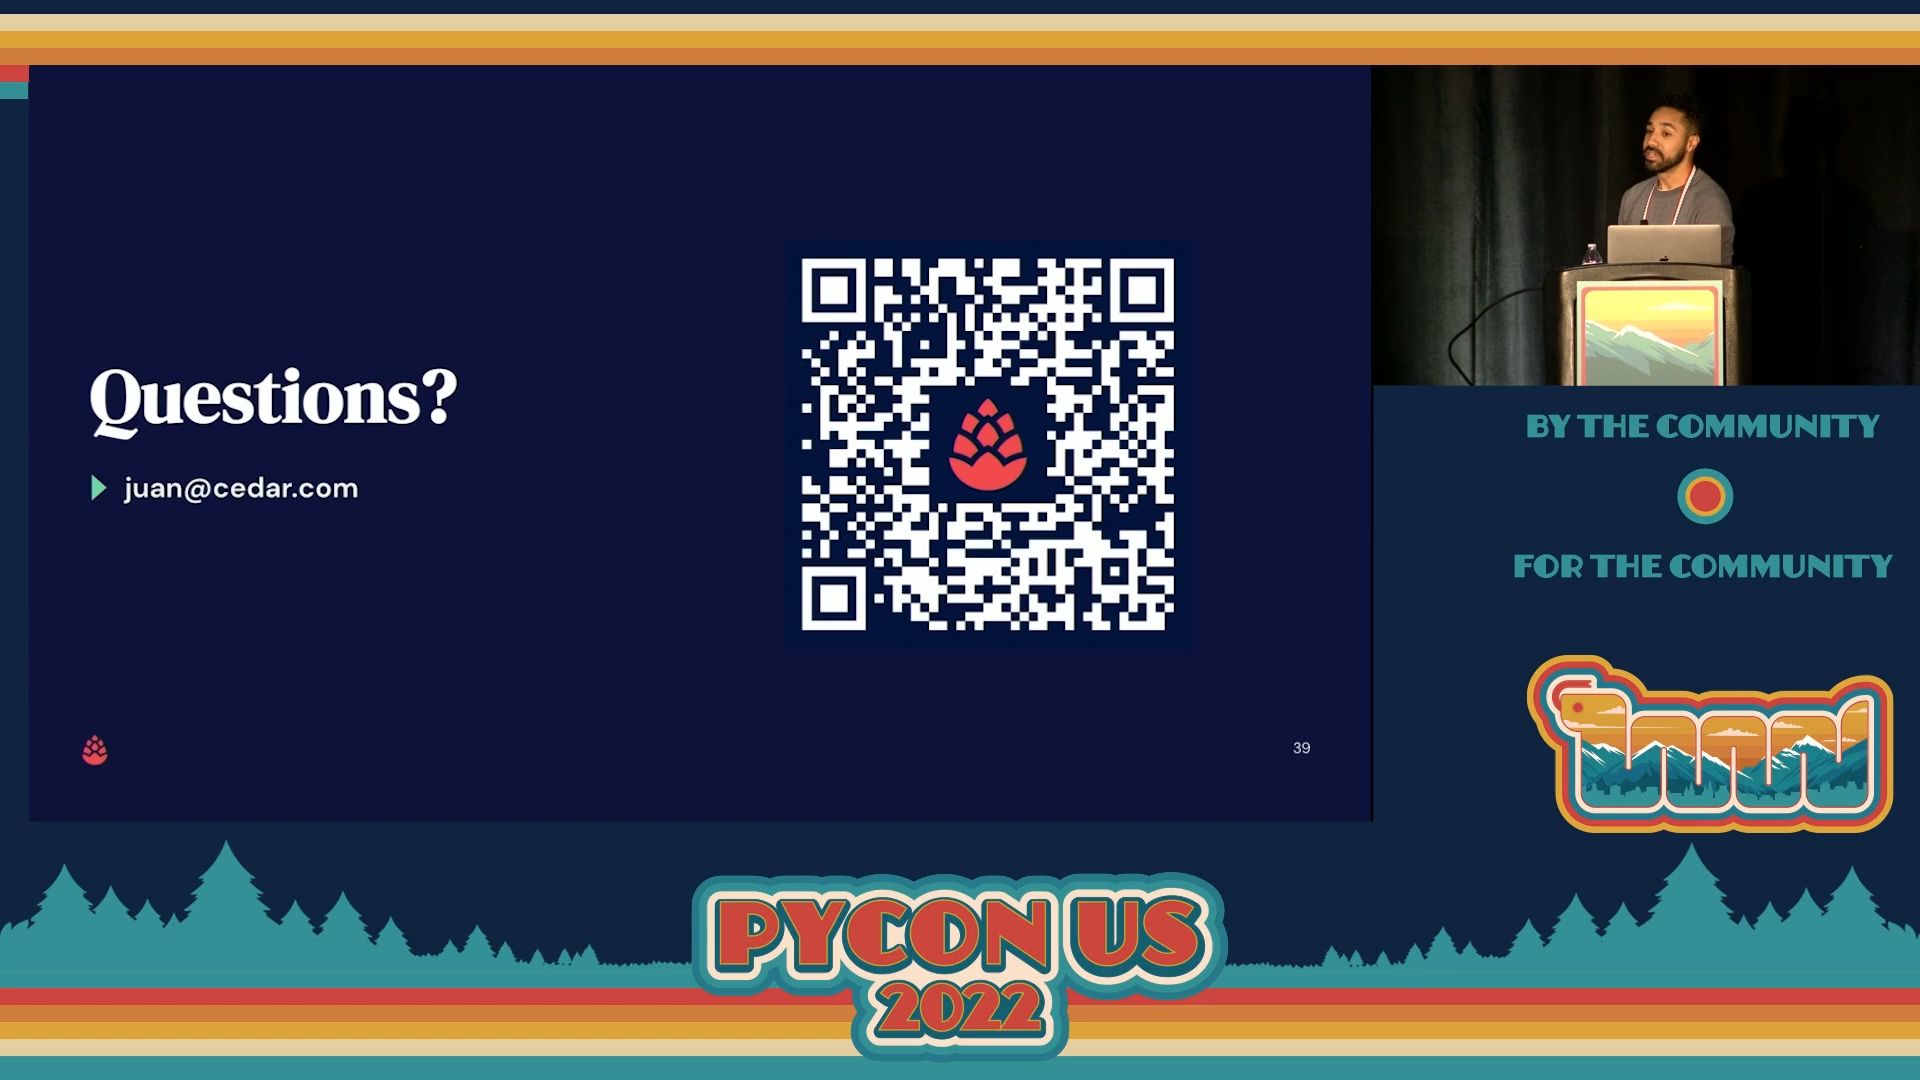 Questions?
juan@cedar.com
39
BY THE COMMUNITY
FOR THE COMMUNITY
PYCON US
2022